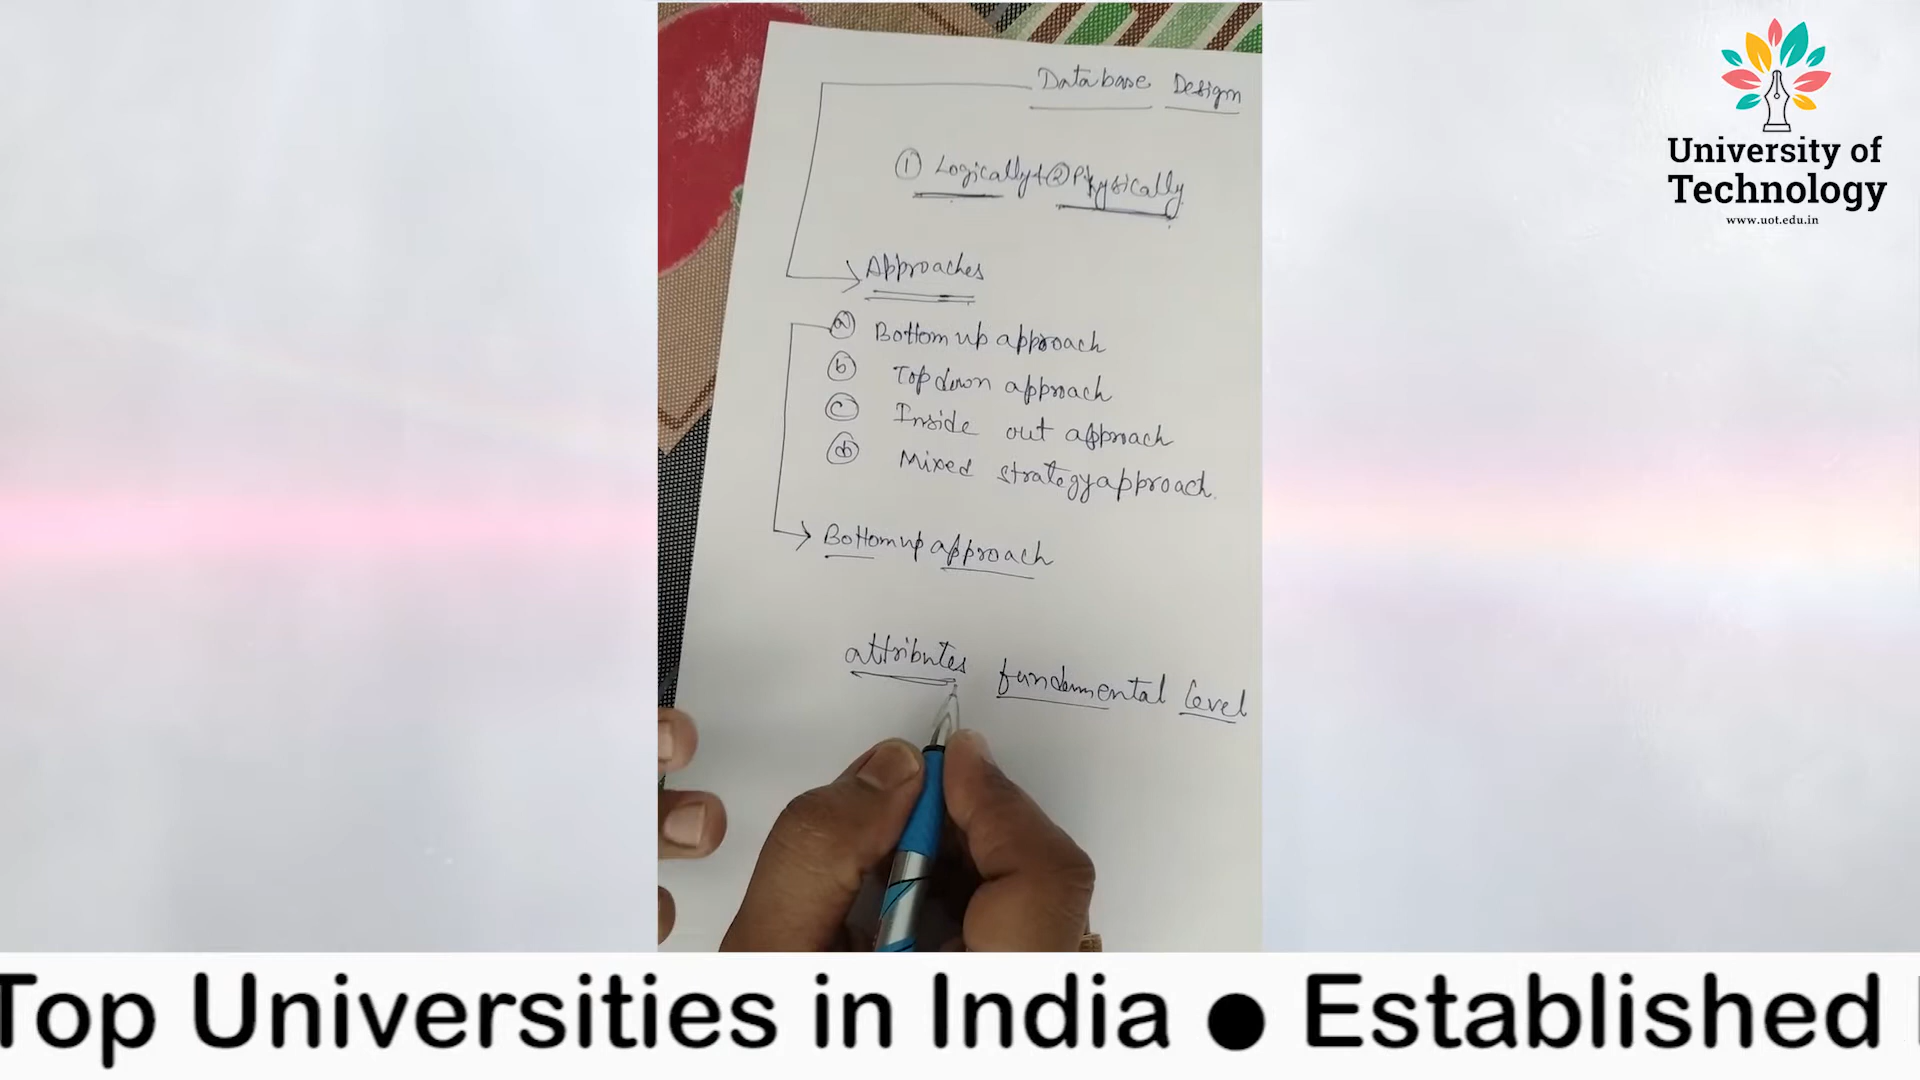 Database Design
① Logically + ② Physically
Approaches
ⓐ Bottom up approach
ⓑ Top down approach
ⓒ Inside out approach
ⓓ Mixed strategy approach.
Bottom up approach
attributes fundamental level
University of
Technology
www.uot.edu.in
Top Universities in India ● Established